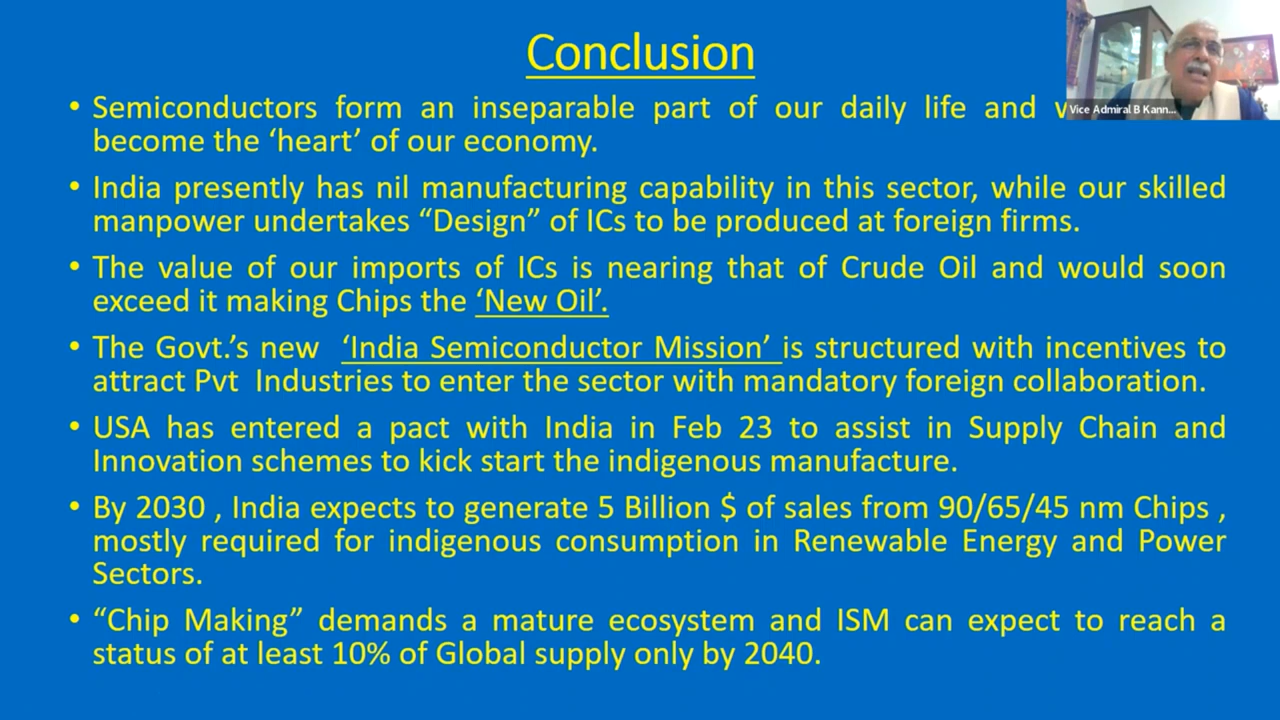 Conclusion
Vice Admiral B Kann...
• Semiconductors form an inseparable part of our daily life and
become the ‘heart’ of our economy.
• India presently has nil manufacturing capability in this sector, while our skilled
manpower undertakes “Design” of ICs to be produced at foreign firms.
• The value of our imports of ICs is nearing that of Crude Oil and would soon
exceed it making Chips the ‘New Oil’.
• The Govt.’s new ‘India Semiconductor Mission’ is structured with incentives to
attract Pvt Industries to enter the sector with mandatory foreign collaboration.
• USA has entered a pact with India in Feb 23 to assist in Supply Chain and
Innovation schemes to kick start the indigenous manufacture.
• By 2030 , India expects to generate 5 Billion $ of sales from 90/65/45 nm Chips ,
mostly required for indigenous consumption in Renewable Energy and Power
Sectors.
• “Chip Making” demands a mature ecosystem and ISM can expect to reach a
status of at least 10% of Global supply only by 2040.